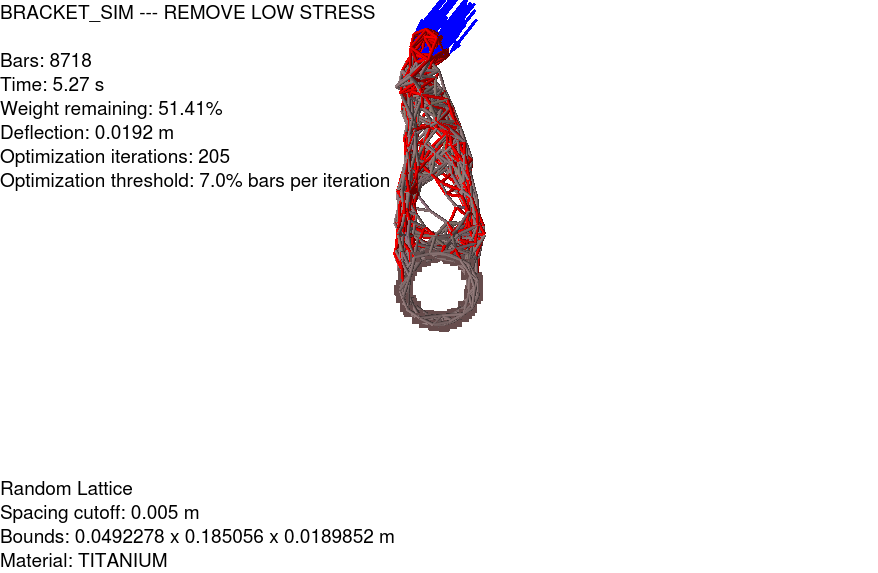 BRACKET_SIM --- REMOVE LOW STRESS
Bars: 8718
Time: 5.27 s
Weight remaining: 51.41%
Deflection: 0.0192 m
Optimization iterations: 205
Optimization threshold: 7.0% bars per iteration
Random Lattice
Spacing cutoff: 0.005 m
Bounds: 0.0492278 x 0.185056 x 0.0189852 m
Material: TITANIUM